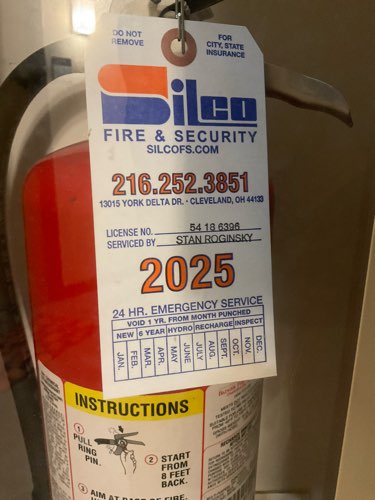 DO NOT
REMOVE
FOR
CITY, STATE
INSURANCE
Silco
FIRE & SECURITY
SILCOFS.COM
216.252.3851
13015 YORK DELTA DR. • CLEVELAND, OH 44133
LICENSE NO. 54 18 6396
SERVICED BY STAN ROGINSKY
2025
24 HR. EMERGENCY SERVICE
VOID 1 YR. FROM MONTH PUNCHED
NEW 6 YEAR HYDRO RECHARGE INSPECT
JAN. FEB. MAR. APR. MAY JUNE JULY AUG. SEPT. OCT. NOV. DEC.
INSTRUCTIONS
1 PULL
RING
PIN.
2 START
FROM
8 FEET
BACK.
3 AIM AT BASE OF FIRE.